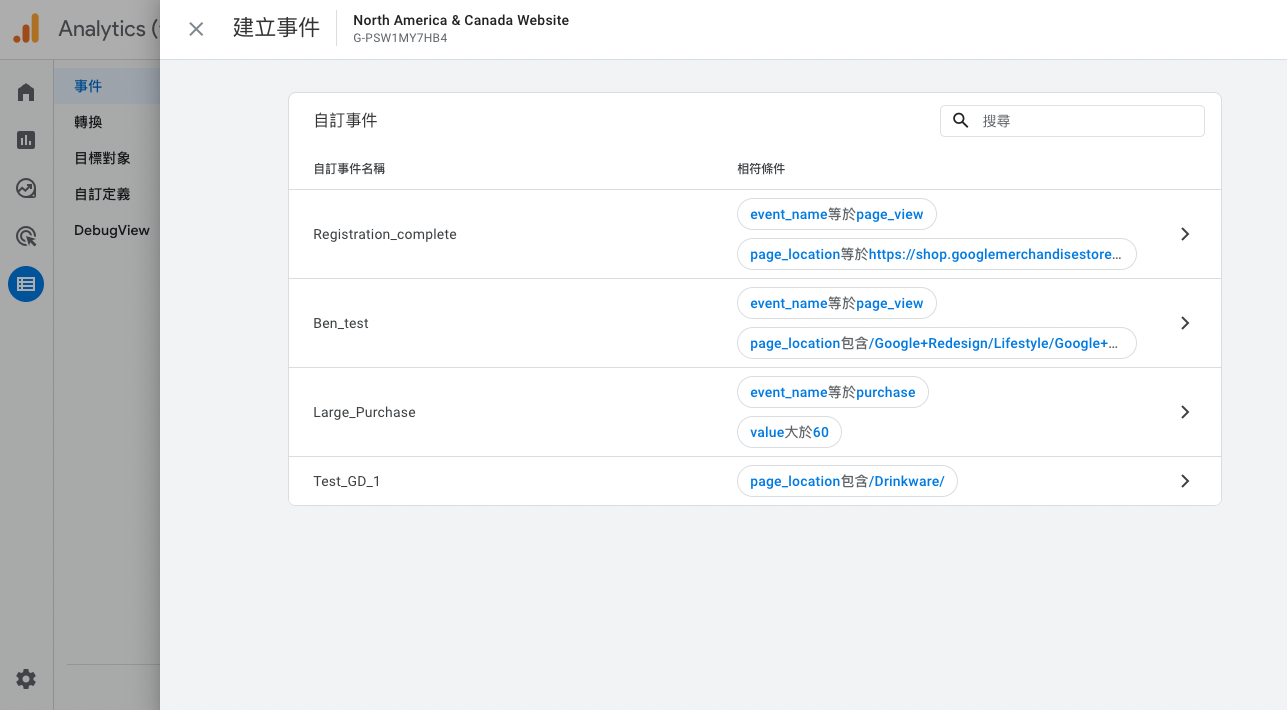 Analytics (
建立事件
North America & Canada Website
G-PSW1MY7HB4
事件
轉換
目標對象
自訂定義
DebugView
自訂事件
搜尋
自訂事件名稱
相符條件
Registration_complete
event_name等於page_view
page_location等於https://shop.googlemerchandisestore…
Ben_test
event_name等於page_view
page_location包含/Google+Redesign/Lifestyle/Google+…
Large_Purchase
event_name等於purchase
value大於60
Test_GD_1
page_location包含/Drinkware/